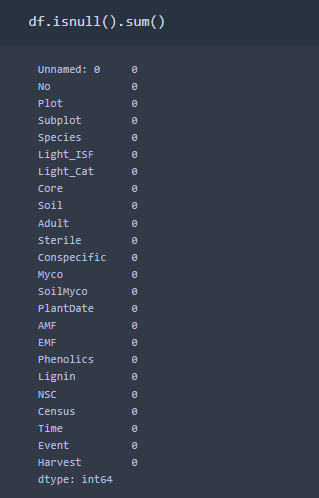 df.isnull().sum()
Unnamed: 0 0
No 0
Plot 0
Subplot 0
Species 0
Light_ISF 0
Light_Cat 0
Core 0
Soil 0
Adult 0
Sterile 0
Conspecific 0
Myco 0
SoilMyco 0
PlantDate 0
AMF 0
EMF 0
Phenolics 0
Lignin 0
NSC 0
Census 0
Time 0
Event 0
Harvest 0
dtype: int64